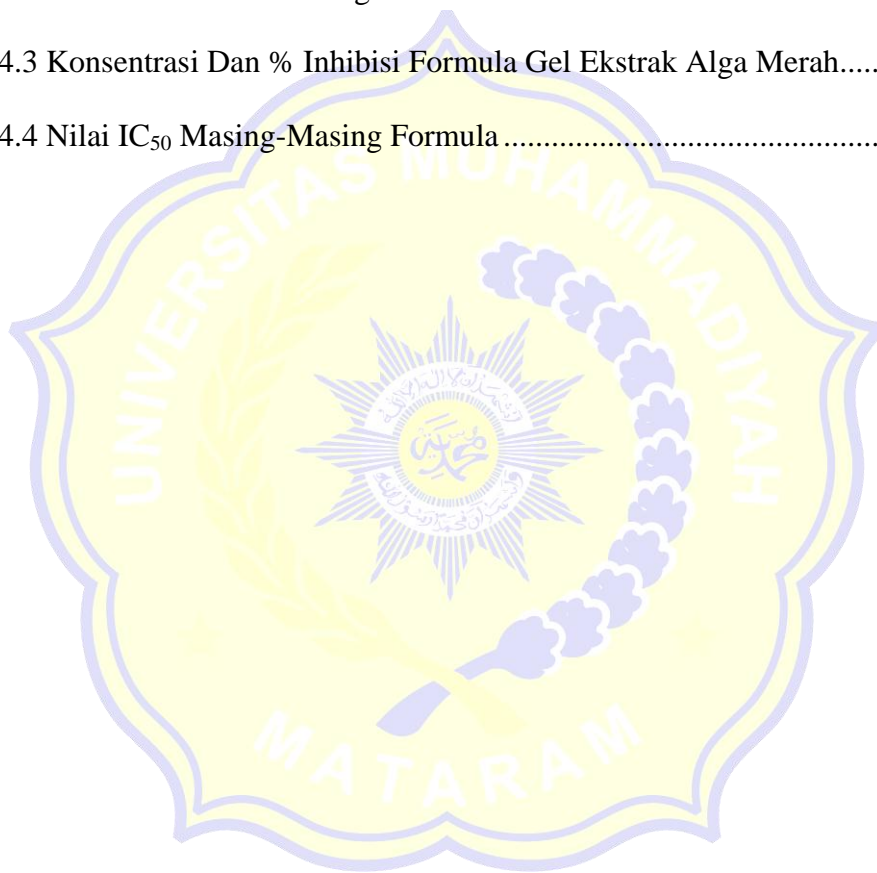 4.3 Konsentrasi Dan % Inhibisi Formula Gel Ekstrak Alga Merah.....
4.4 Nilai IC₅₀ Masing-Masing Formula ...............................................
UNIVERSITAS MUHAMMADIYAH
MATARAM